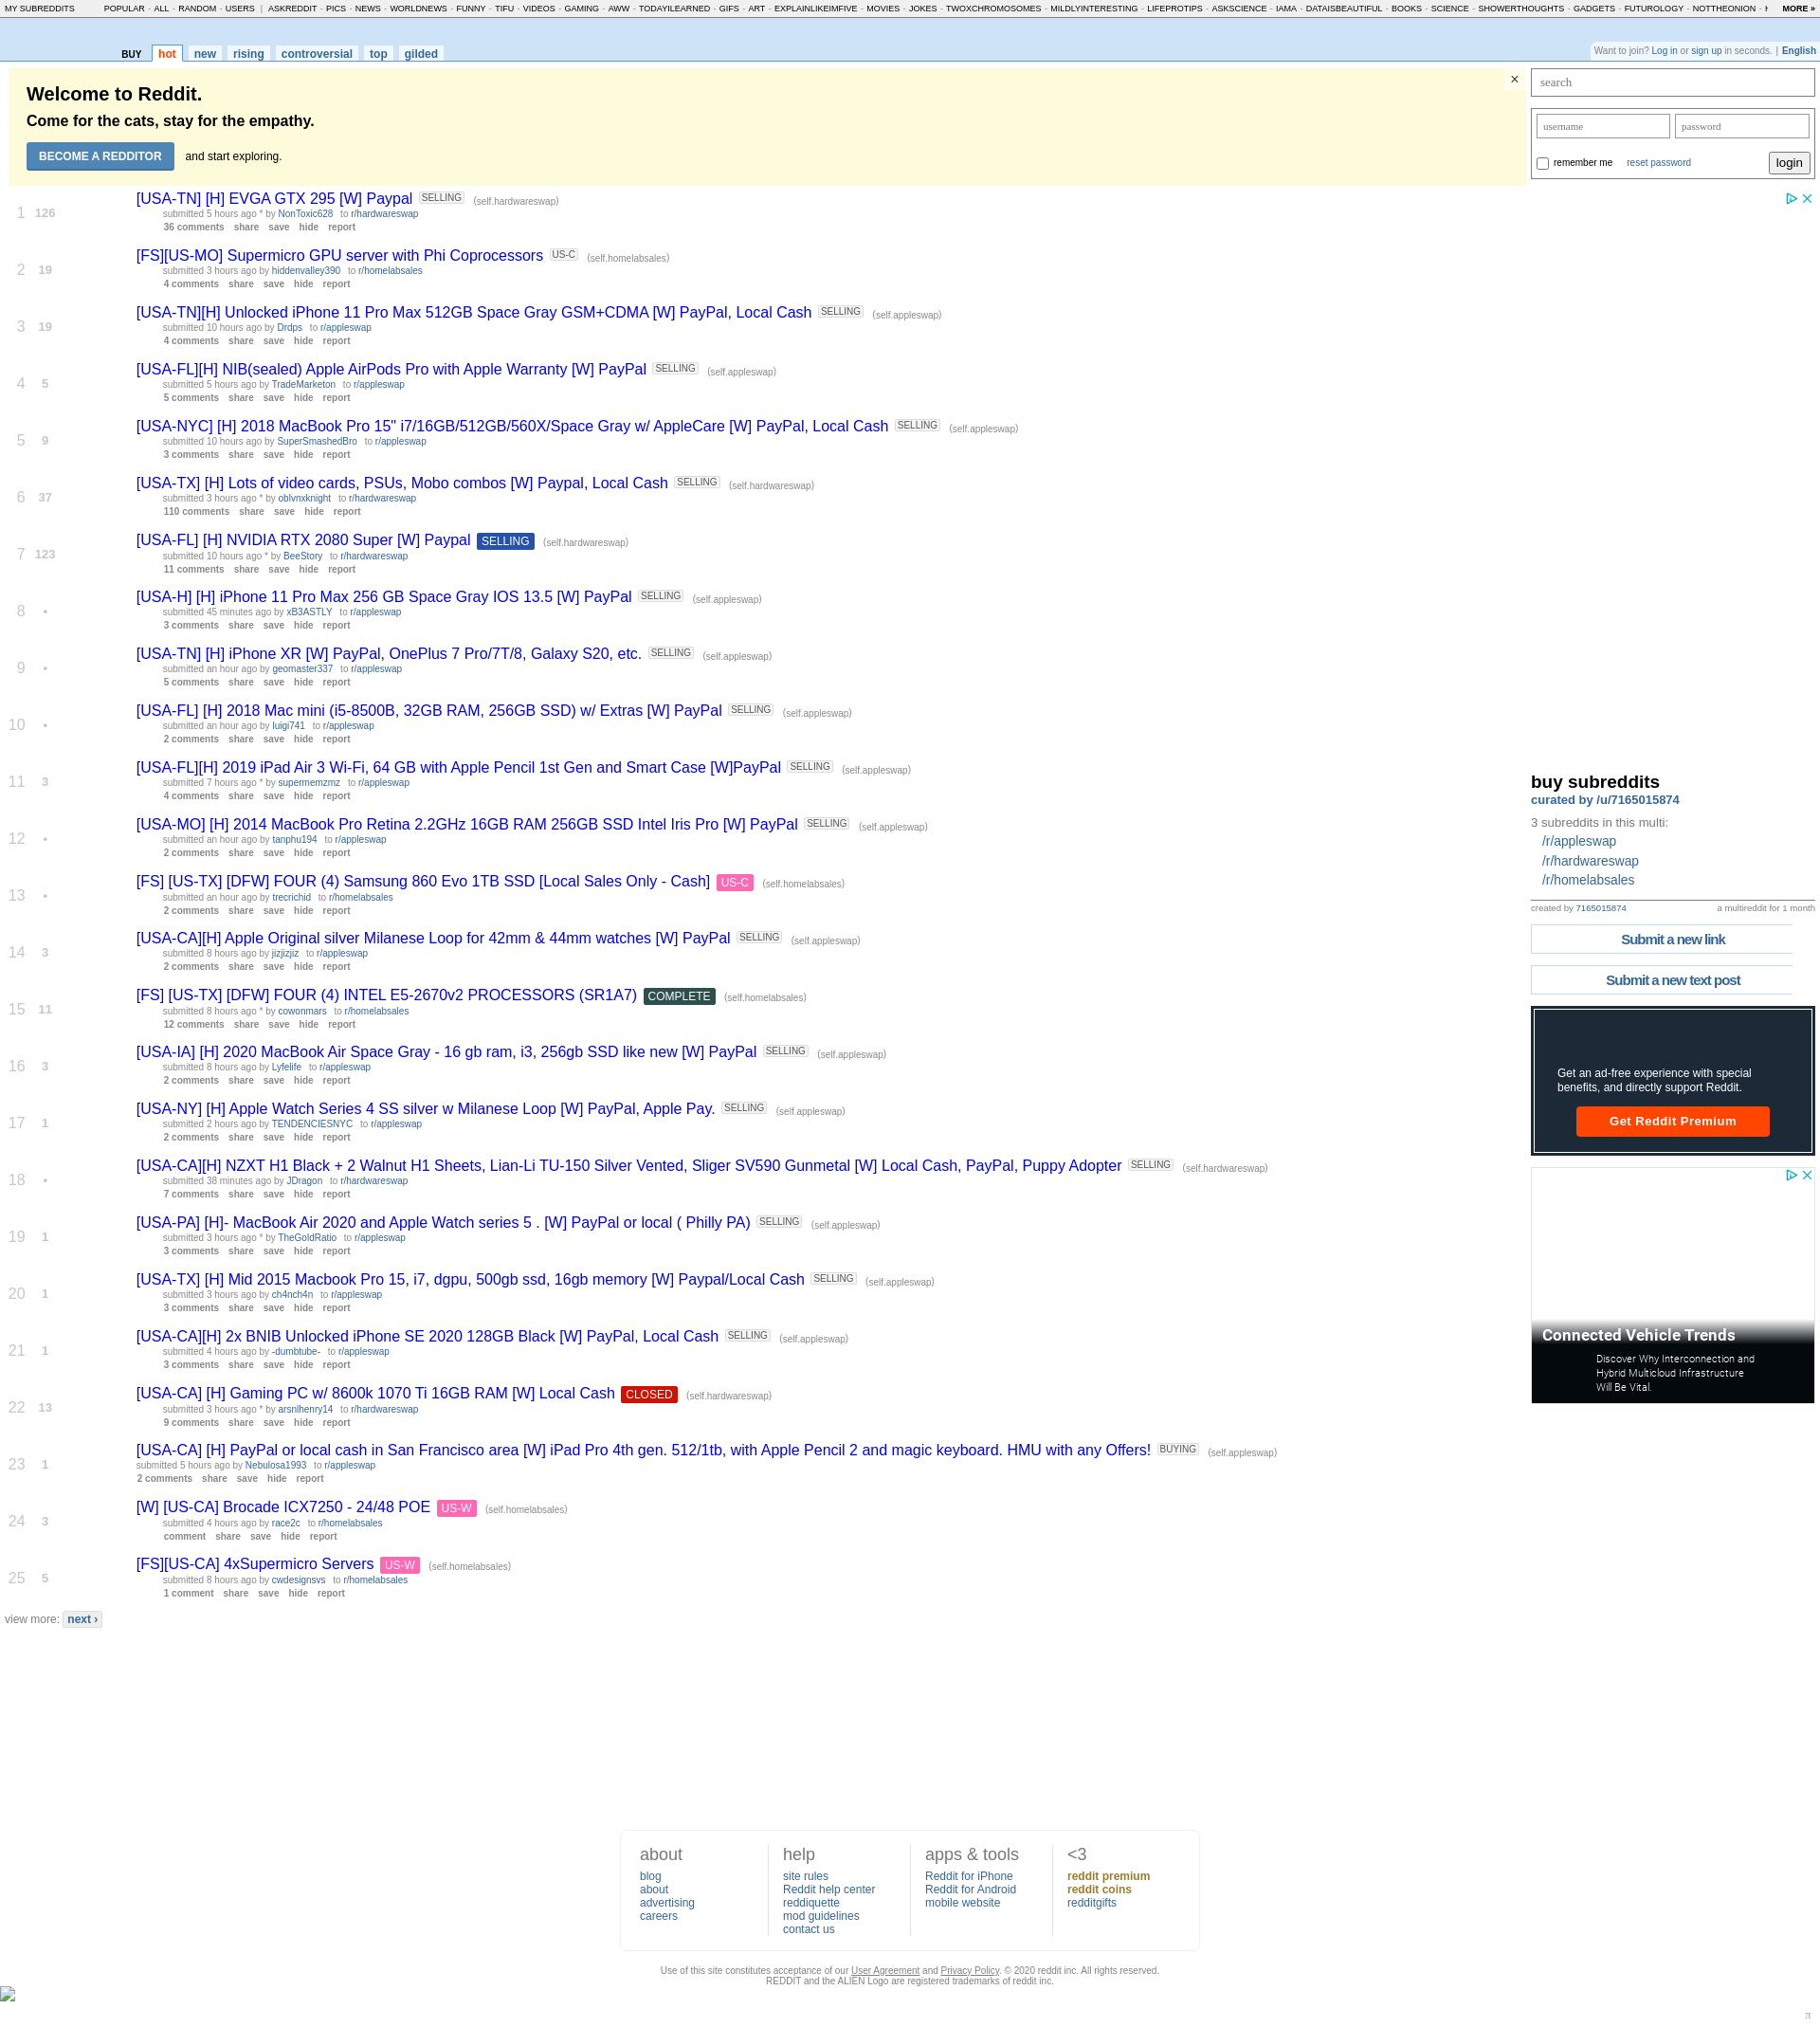 MY SUBREDDITS POPULAR - ALL - RANDOM - USERS | ASKREDDIT - PICS - NEWS - WORLDNEWS - FUNNY - TIFU - VIDEOS - GAMING - AWW - TODAYILEARNED - GIFS - ART - EXPLAINLIKEIMFIVE - MOVIES - JOKES - TWOXCHROMOSOMES - MILDLYINTERESTING - LIFEPROTIPS - ASKSCIENCE - IAMA - DATAISBEAUTIFUL - BOOKS - SCIENCE - SHOWERTHOUGHTS - GADGETS - FUTUROLOGY - NOTTHEONION - MORE »
BUY hot new rising controversial top gilded
Want to join? Log in or sign up in seconds. | English
Welcome to Reddit.
Come for the cats, stay for the empathy.
BECOME A REDDITOR and start exploring.
×
search
username password
remember me reset password login
1 126 [USA-TN] [H] EVGA GTX 295 [W] Paypal SELLING (self.hardwareswap)
submitted 5 hours ago * by NonToxic628 to r/hardwareswap
36 comments share save hide report
2 19 [FS][US-MO] Supermicro GPU server with Phi Coprocessors US-C (self.homelabsales)
submitted 3 hours ago by hiddenvalley390 to r/homelabsales
4 comments share save hide report
3 19 [USA-TN][H] Unlocked iPhone 11 Pro Max 512GB Space Gray GSM+CDMA [W] PayPal, Local Cash SELLING (self.appleswap)
submitted 10 hours ago by Drdps to r/appleswap
4 comments share save hide report
4 5 [USA-FL][H] NIB(sealed) Apple AirPods Pro with Apple Warranty [W] PayPal SELLING (self.appleswap)
submitted 5 hours ago by TradeMarketon to r/appleswap
5 comments share save hide report
5 9 [USA-NYC] [H] 2018 MacBook Pro 15" i7/16GB/512GB/560X/Space Gray w/ AppleCare [W] PayPal, Local Cash SELLING (self.appleswap)
submitted 10 hours ago by SuperSmashedBro to r/appleswap
3 comments share save hide report
6 37 [USA-TX] [H] Lots of video cards, PSUs, Mobo combos [W] Paypal, Local Cash SELLING (self.hardwareswap)
submitted 3 hours ago * by oblvnxknight to r/hardwareswap
110 comments share save hide report
7 123 [USA-FL] [H] NVIDIA RTX 2080 Super [W] Paypal SELLING (self.hardwareswap)
submitted 10 hours ago * by BeeStory to r/hardwareswap
11 comments share save hide report
8 • [USA-H] [H] iPhone 11 Pro Max 256 GB Space Gray IOS 13.5 [W] PayPal SELLING (self.appleswap)
submitted 45 minutes ago by xB3ASTLY to r/appleswap
3 comments share save hide report
9 • [USA-TN] [H] iPhone XR [W] PayPal, OnePlus 7 Pro/7T/8, Galaxy S20, etc. SELLING (self.appleswap)
submitted an hour ago by geomaster337 to r/appleswap
5 comments share save hide report
10 • [USA-FL] [H] 2018 Mac mini (i5-8500B, 32GB RAM, 256GB SSD) w/ Extras [W] PayPal SELLING (self.appleswap)
submitted an hour ago by luigi741 to r/appleswap
2 comments share save hide report
11 3 [USA-FL][H] 2019 iPad Air 3 Wi-Fi, 64 GB with Apple Pencil 1st Gen and Smart Case [W]PayPal SELLING (self.appleswap)
submitted 7 hours ago * by supermemzmz to r/appleswap
4 comments share save hide report
12 • [USA-MO] [H] 2014 MacBook Pro Retina 2.2GHz 16GB RAM 256GB SSD Intel Iris Pro [W] PayPal SELLING (self.appleswap)
submitted an hour ago by tanphu194 to r/appleswap
2 comments share save hide report
13 • [FS] [US-TX] [DFW] FOUR (4) Samsung 860 Evo 1TB SSD [Local Sales Only - Cash] US-C (self.homelabsales)
submitted an hour ago by trecrichid to r/homelabsales
2 comments share save hide report
14 3 [USA-CA][H] Apple Original silver Milanese Loop for 42mm & 44mm watches [W] PayPal SELLING (self.appleswap)
submitted 8 hours ago by jizjizjiz to r/appleswap
2 comments share save hide report
15 11 [FS] [US-TX] [DFW] FOUR (4) INTEL E5-2670v2 PROCESSORS (SR1A7) COMPLETE (self.homelabsales)
submitted 8 hours ago * by cowonmars to r/homelabsales
12 comments share save hide report
16 3 [USA-IA] [H] 2020 MacBook Air Space Gray - 16 gb ram, i3, 256gb SSD like new [W] PayPal SELLING (self.appleswap)
submitted 8 hours ago by Lyfelife to r/appleswap
2 comments share save hide report
17 1 [USA-NY] [H] Apple Watch Series 4 SS silver w Milanese Loop [W] PayPal, Apple Pay. SELLING (self.appleswap)
submitted 2 hours ago by TENDENCIESNYC to r/appleswap
2 comments share save hide report
18 • [USA-CA][H] NZXT H1 Black + 2 Walnut H1 Sheets, Lian-Li TU-150 Silver Vented, Sliger SV590 Gunmetal [W] Local Cash, PayPal, Puppy Adopter SELLING (self.hardwareswap)
submitted 38 minutes ago by JDragon to r/hardwareswap
7 comments share save hide report
19 1 [USA-PA] [H]- MacBook Air 2020 and Apple Watch series 5 . [W] PayPal or local ( Philly PA) SELLING (self.appleswap)
submitted 3 hours ago * by TheGoldRatio to r/appleswap
3 comments share save hide report
20 1 [USA-TX] [H] Mid 2015 Macbook Pro 15, i7, dgpu, 500gb ssd, 16gb memory [W] Paypal/Local Cash SELLING (self.appleswap)
submitted 3 hours ago by ch4nch4n to r/appleswap
3 comments share save hide report
21 1 [USA-CA][H] 2x BNIB Unlocked iPhone SE 2020 128GB Black [W] PayPal, Local Cash SELLING (self.appleswap)
submitted 4 hours ago by -dumbtube- to r/appleswap
3 comments share save hide report
22 13 [USA-CA] [H] Gaming PC w/ 8600k 1070 Ti 16GB RAM [W] Local Cash CLOSED (self.hardwareswap)
submitted 3 hours ago * by arsnlhenry14 to r/hardwareswap
9 comments share save hide report
23 1 [USA-CA] [H] PayPal or local cash in San Francisco area [W] iPad Pro 4th gen. 512/1tb, with Apple Pencil 2 and magic keyboard. HMU with any Offers! BUYING (self.appleswap)
submitted 5 hours ago by Nebulosa1993 to r/appleswap
2 comments share save hide report
24 3 [W] [US-CA] Brocade ICX7250 - 24/48 POE US-W (self.homelabsales)
submitted 4 hours ago by race2c to r/homelabsales
comment share save hide report
25 5 [FS][US-CA] 4xSupermicro Servers US-W (self.homelabsales)
submitted 8 hours ago by cwdesignsvs to r/homelabsales
1 comment share save hide report
view more: next ›
buy subreddits
curated by /u/7165015874
3 subreddits in this multi:
/r/appleswap
/r/hardwareswap
/r/homelabsales
created by 7165015874 a multireddit for 1 month
Submit a new link
Submit a new text post
Get an ad-free experience with special
benefits, and directly support Reddit.
Get Reddit Premium
Connected Vehicle Trends
Discover Why Interconnection and
Hybrid Multicloud Infrastructure
Will Be Vital.
about
blog
about
advertising
careers
help
site rules
Reddit help center
reddiquette
mod guidelines
contact us
apps & tools
Reddit for iPhone
Reddit for Android
mobile website
<3
reddit premium
reddit coins
redditgifts
Use of this site constitutes acceptance of our User Agreement and Privacy Policy. © 2020 reddit inc. All rights reserved.
REDDIT and the ALIEN Logo are registered trademarks of reddit inc.
π